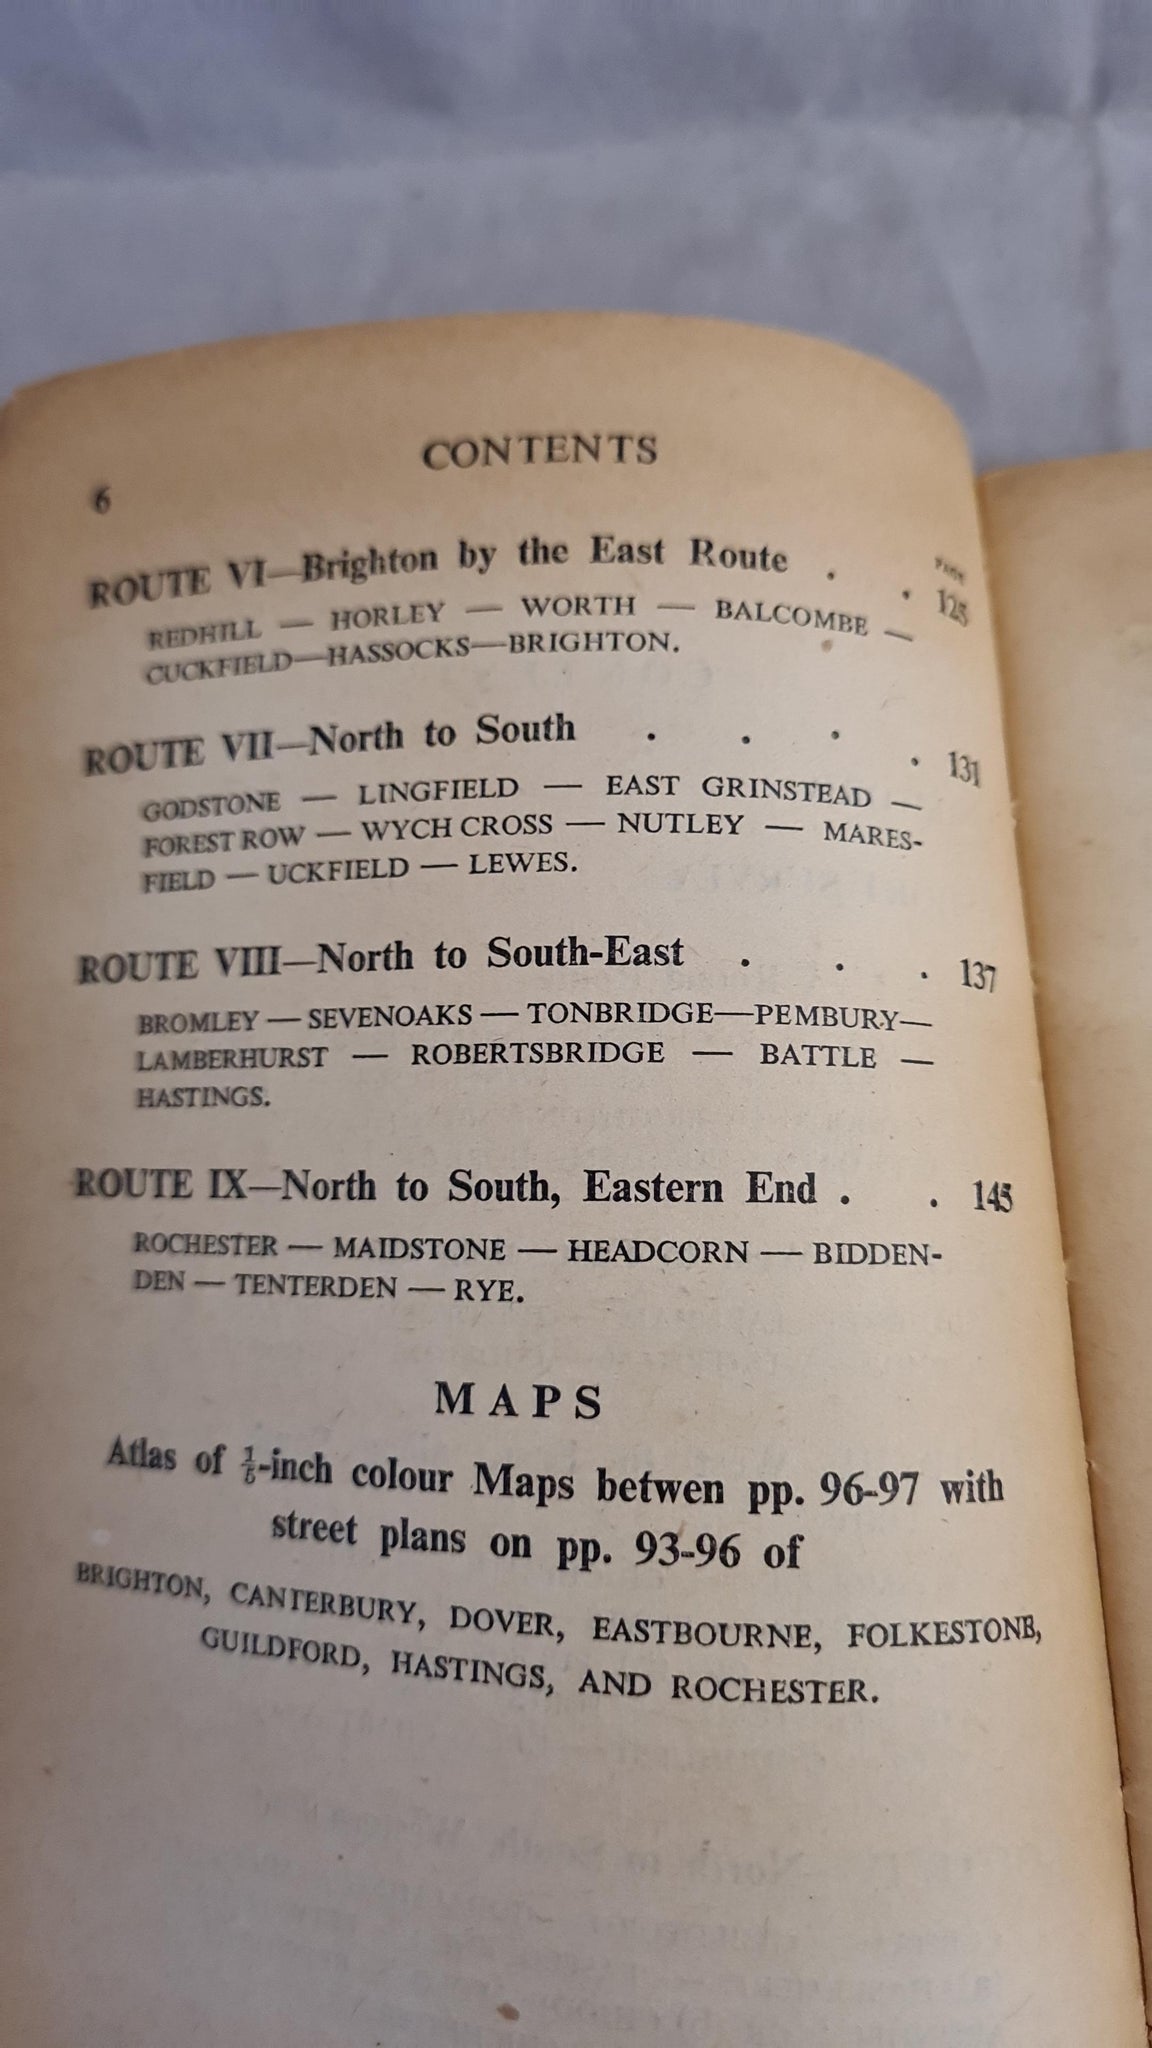 CONTENTS
6
PAGE
ROUTE VI—Brighton by the East Route . . 125
REDHILL — HORLEY — WORTH — BALCOMBE —
CUCKFIELD—HASSOCKS—BRIGHTON.
ROUTE VII—North to South . . . . 131
GODSTONE — LINGFIELD — EAST GRINSTEAD —
FOREST ROW — WYCH CROSS — NUTLEY — MARES-
FIELD — UCKFIELD — LEWES.
ROUTE VIII—North to South-East . . . 137
BROMLEY — SEVENOAKS — TONBRIDGE—PEMBURY—
LAMBERHURST — ROBERTSBRIDGE — BATTLE —
HASTINGS.
ROUTE IX—North to South, Eastern End . . 145
ROCHESTER — MAIDSTONE — HEADCORN — BIDDEN-
DEN — TENTERDEN — RYE.
MAPS
Atlas of ⅕-inch colour Maps betwen pp. 96-97 with
street plans on pp. 93-96 of
BRIGHTON, CANTERBURY, DOVER, EASTBOURNE, FOLKESTONE,
GUILDFORD, HASTINGS, AND ROCHESTER.